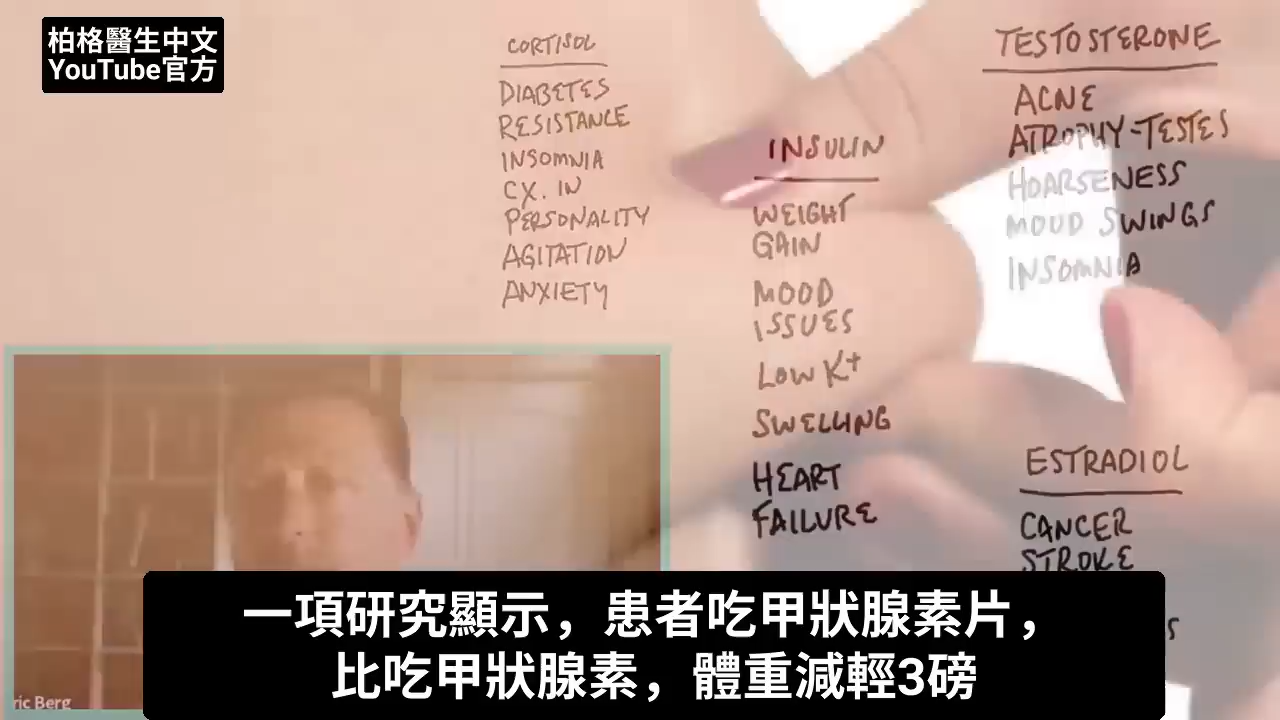 柏格醫生中文
YouTube官方
CORTISOL
DIABETES
RESISTANCE
INSOMNIA
CX. IN
PERSONALITY
AGITATION
ANXIETY
INSULIN
WEIGHT
GAIN
MOOD
ISSUES
LOW K+
SWELLING
HEART
FAILURE
TESTOSTERONE
ACNE
ATROPHY-TESTES
HOARSENESS
MOOD SWINGS
INSOMNIA
ESTRADIOL
CANCER
STROKE
ric Berg
一項研究顯示，患者吃甲狀腺素片，
比吃甲狀腺素，體重減輕3磅